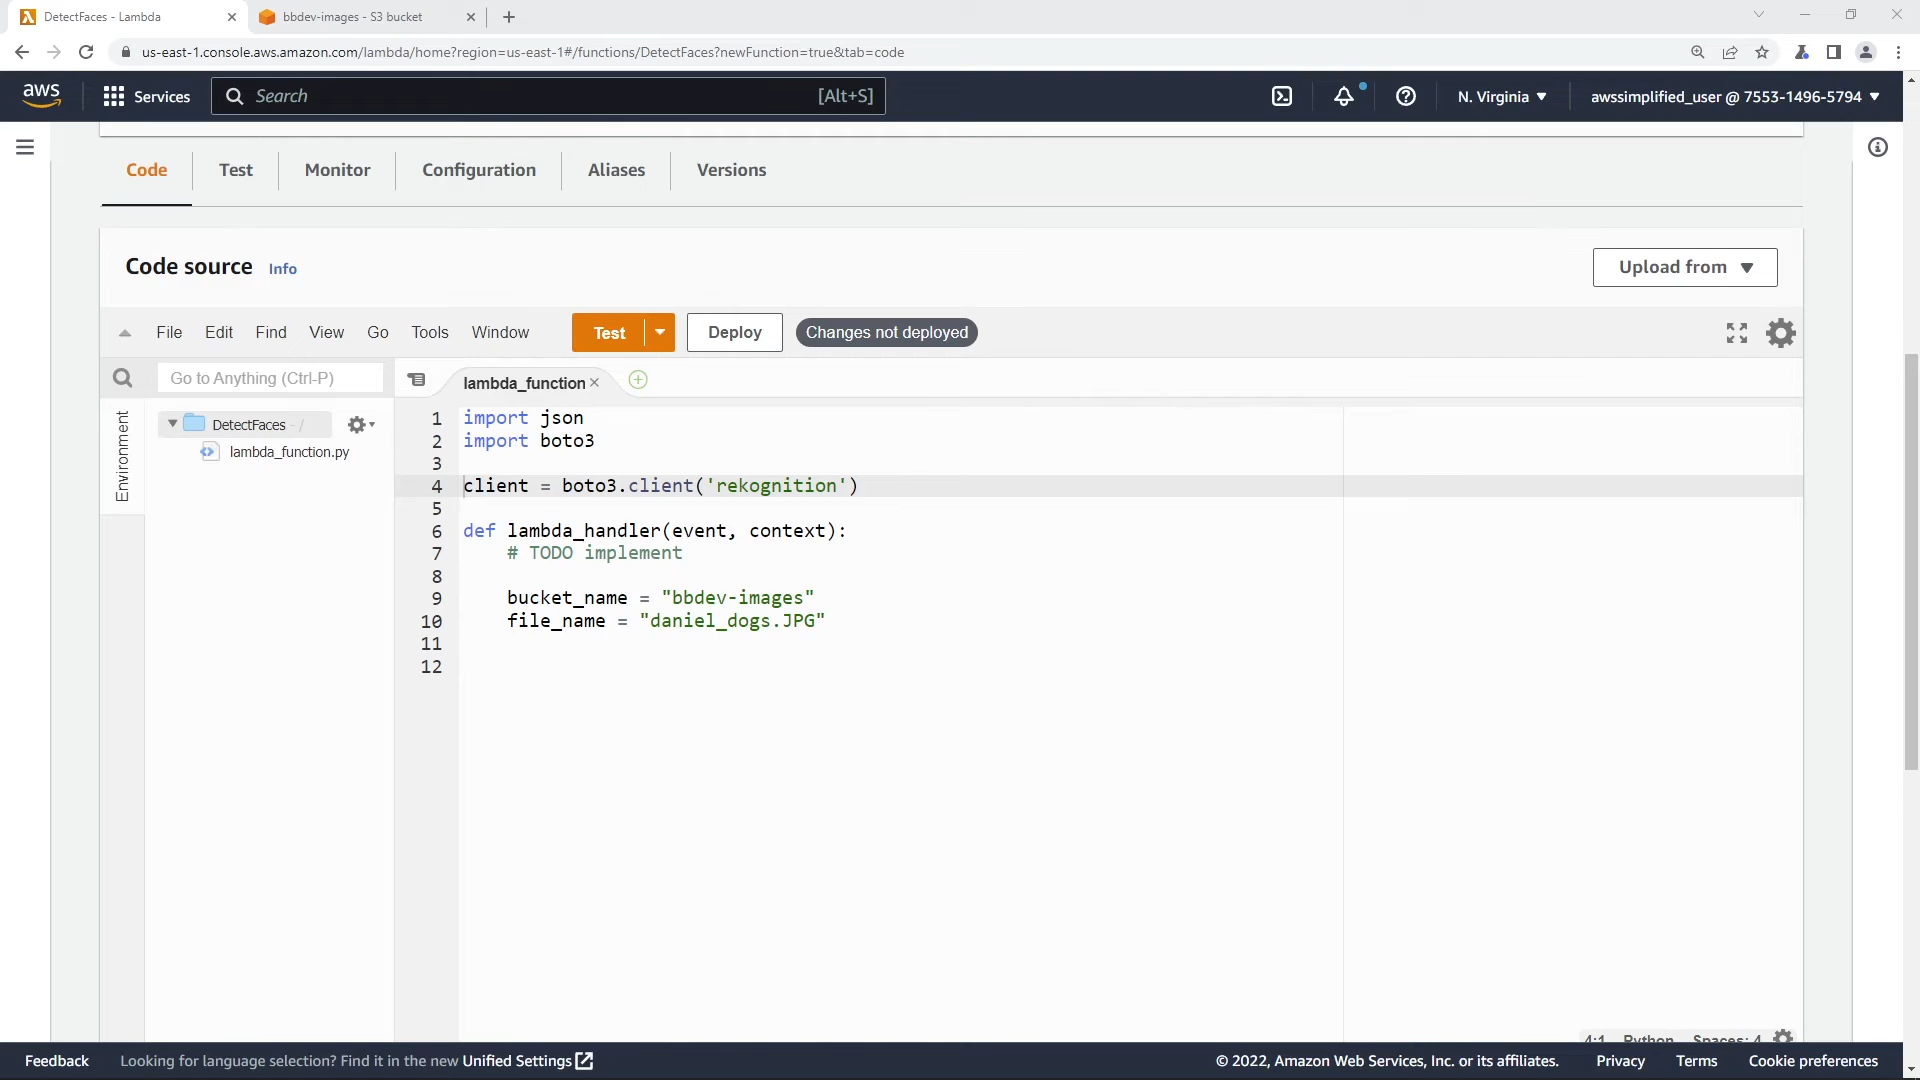 DetectFaces - Lambda
bbdev-images - S3 bucket
us-east-1.console.aws.amazon.com/lambda/home?region=us-east-1#/functions/DetectFaces?newFunction=true&tab=code
aws
Services
Search
[Alt+S]
N. Virginia
awssimplified_user @ 7553-1496-5794
Code
Test
Monitor
Configuration
Aliases
Versions
Code source
Info
Upload from
File
Edit
Find
View
Go
Tools
Window
Test
Deploy
Changes not deployed
Go to Anything (Ctrl-P)
lambda_function
Environment
DetectFaces - /
lambda_function.py
1 import json
2 import boto3
3
4 client = boto3.client('rekognition')
5
6 def lambda_handler(event, context):
7 # TODO implement
8
9 bucket_name = "bbdev-images"
10 file_name = "daniel_dogs.JPG"
11
12
4:1 Python Spaces: 4
Feedback
Looking for language selection? Find it in the new Unified Settings
© 2022, Amazon Web Services, Inc. or its affiliates.
Privacy
Terms
Cookie preferences